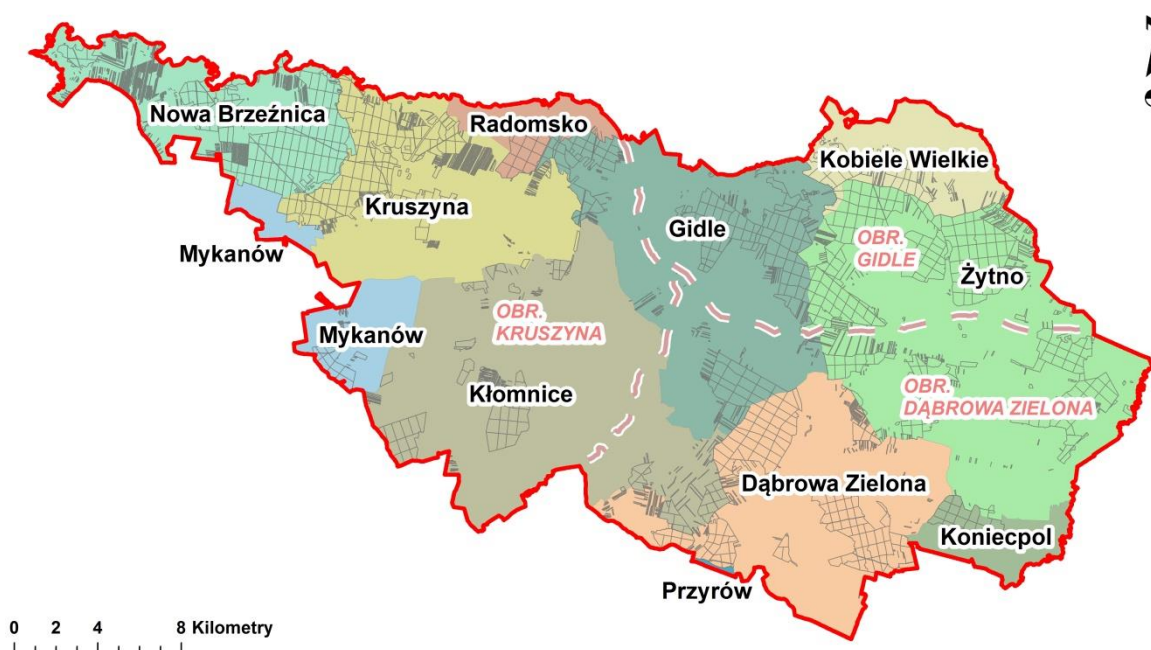 Nowa Brzeźnica
Radomsko
Kobiele Wielkie
Kruszyna
Gidle
OBR.
GIDLE
Żytno
Mykanów
Mykanów
OBR.
KRUSZYNA
Kłomnice
OBR.
DĄBROWA ZIELONA
Dąbrowa Zielona
Koniecpol
Przyrów
0 2 4 8 Kilometry